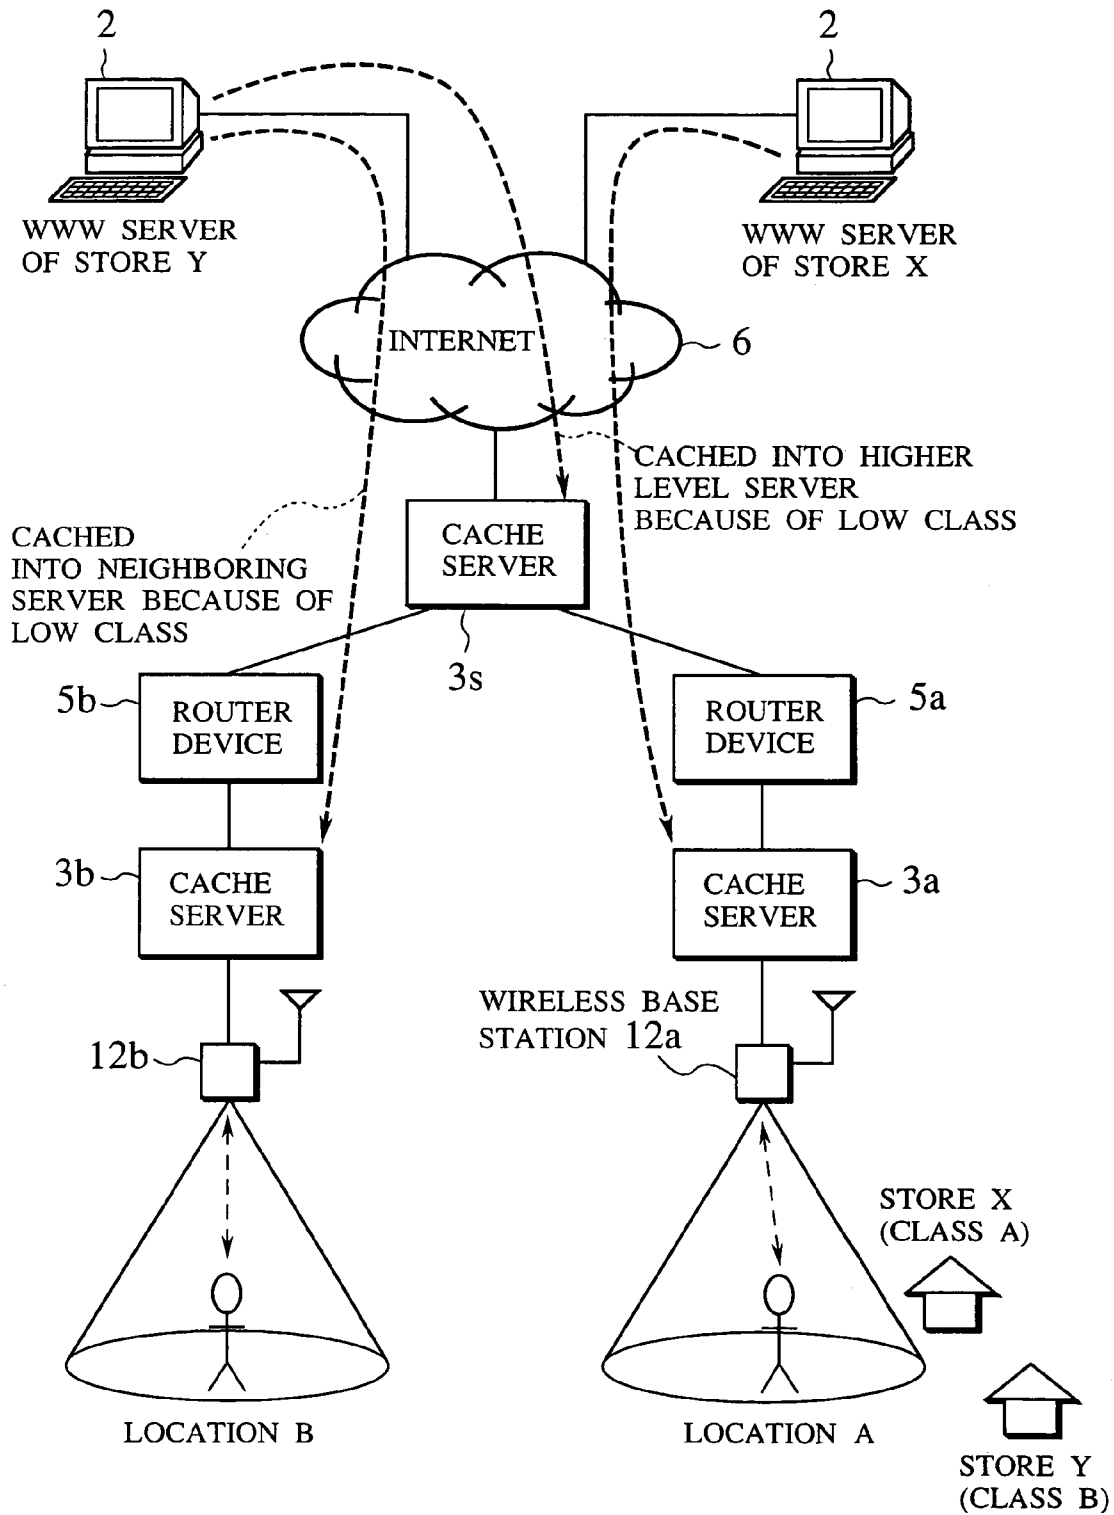 2
2
WWW SERVER
OF STORE Y
WWW SERVER
OF STORE X
INTERNET
6
CACHED INTO HIGHER
LEVEL SERVER
BECAUSE OF LOW CLASS
CACHED
INTO NEIGHBORING
SERVER BECAUSE OF
LOW CLASS
CACHE
SERVER
3s
5b
ROUTER
DEVICE
ROUTER
DEVICE
5a
3b
CACHE
SERVER
CACHE
SERVER
3a
WIRELESS BASE
STATION 12a
12b
STORE X
(CLASS A)
LOCATION B
LOCATION A
STORE Y
(CLASS B)